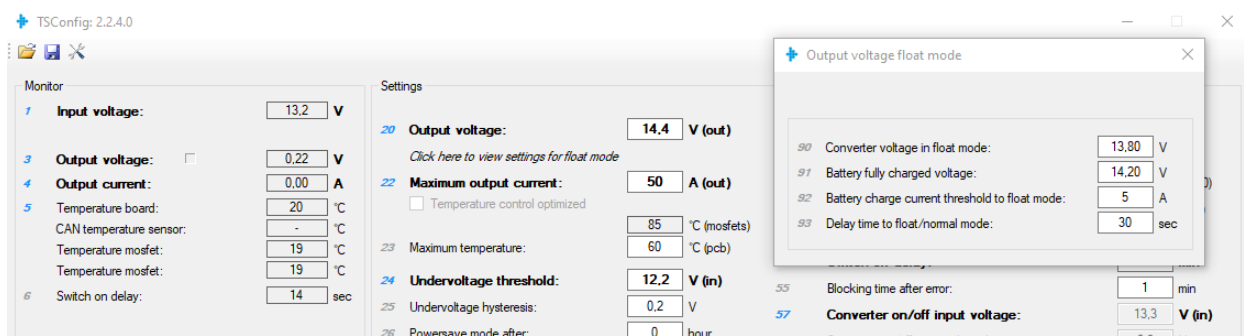 TSConfig: 2.2.4.0
Monitor
1 Input voltage: 13,2 V
3 Output voltage: 0,22 V
4 Output current: 0,00 A
5 Temperature board: 20 °C
CAN temperature sensor: - °C
Temperature mosfet: 19 °C
Temperature mosfet: 19 °C
6 Switch on delay: 14 sec
Settings
20 Output voltage: 14,4 V (out)
Click here to view settings for float mode
22 Maximum output current: 50 A (out)
Temperature control optimized
85 °C (mosfets)
23 Maximum temperature: 60 °C (pcb)
24 Undervoltage threshold: 12,2 V (in)
25 Undervoltage hysteresis: 0,2 V
26 Powersave mode after: 0 hour
Output voltage float mode
90 Converter voltage in float mode: 13,80 V
91 Battery fully charged voltage: 14,20 V
92 Battery charge current threshold to float mode: 5 A
93 Delay time to float/normal mode: 30 sec
55 Blocking time after error: 1 min
57 Converter on/off input voltage: 13,3 V (in)